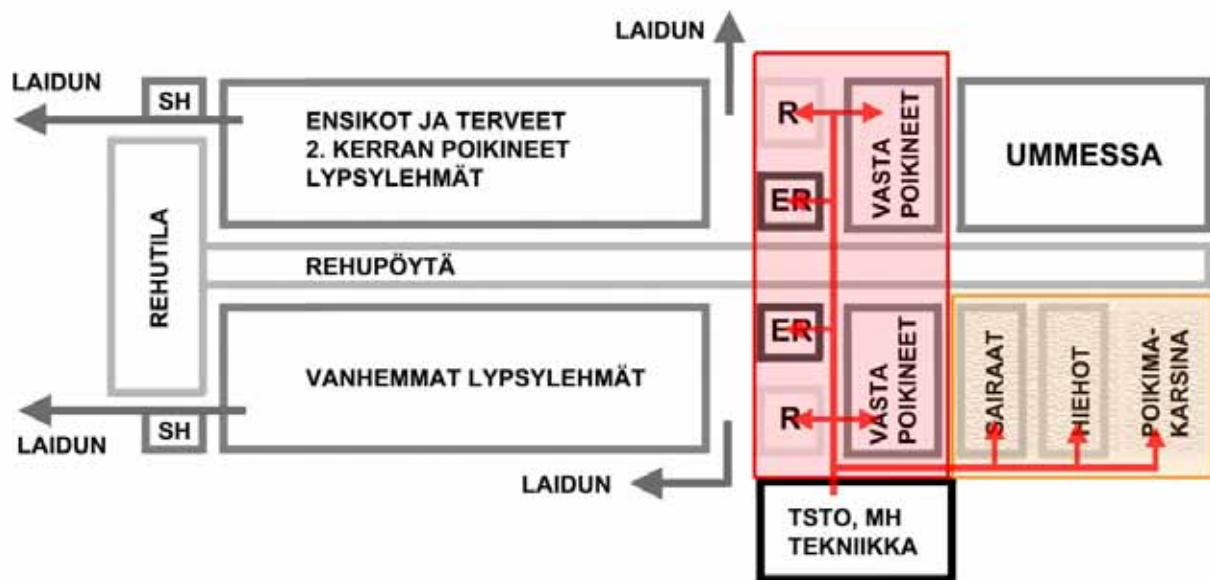 LAIDUN
LAIDUN
SH
ENSIKOT JA TERVEET
2. KERRAN POIKINEET
LYPSYLEHMÄT
R
VASTA
POIKINEET
UMMESSA
ER
REHUTILA
REHUPÖYTÄ
ER
VANHEMMAT LYPSYLEHMÄT
R
VASTA
POIKINEET
SAIRAAT
HIEHOT
POIKIMA-
KARSINA
LAIDUN
SH
LAIDUN
TSTO, MH
TEKNIIKKA